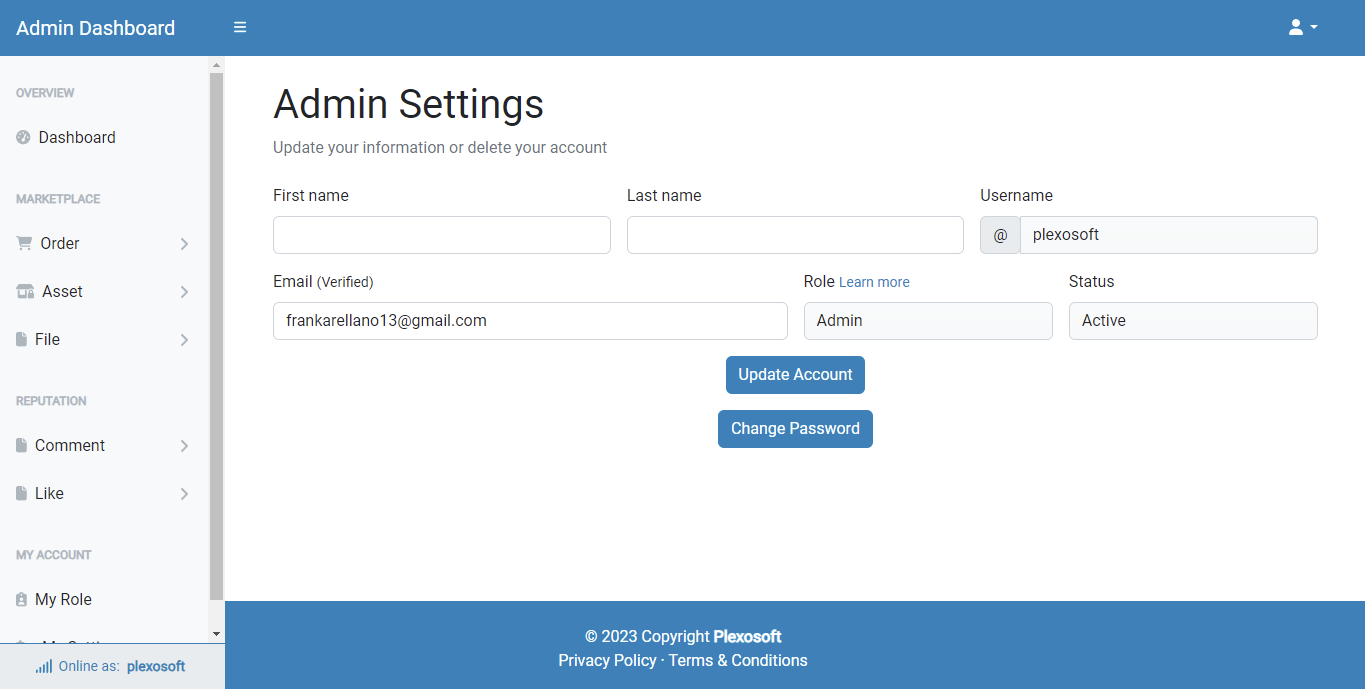 Admin Dashboard
OVERVIEW
Dashboard
MARKETPLACE
Order
Asset
File
REPUTATION
Comment
Like
MY ACCOUNT
My Role
Online as: plexosoft
Admin Settings
Update your information or delete your account
First name Last name Username
@ plexosoft
Email (Verified) Role Learn more Status
frankarellano13@gmail.com Admin Active
Update Account
Change Password
© 2023 Copyright Plexosoft
Privacy Policy · Terms & Conditions